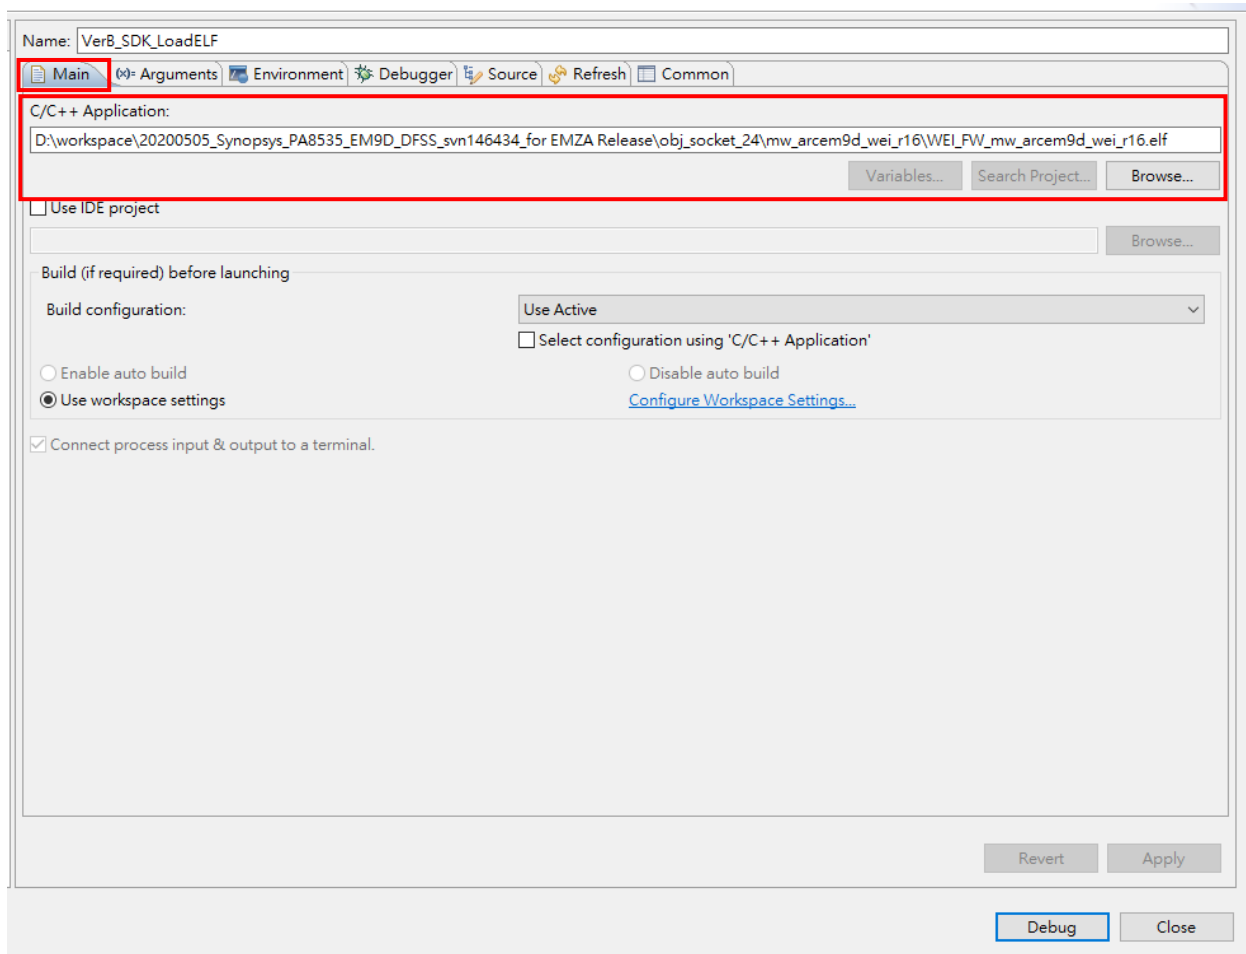 Name: VerB_SDK_LoadELF
Main (x)= Arguments Environment Debugger Source Refresh Common
C/C++ Application:
D:\workspace\20200505_Synopsys_PA8535_EM9D_DFSS_svn146434_for EMZA Release\obj_socket_24\mw_arcem9d_wei_r16\WEI_FW_mw_arcem9d_wei_r16.elf
Variables... Search Project... Browse...
Use IDE project
Browse...
Build (if required) before launching
Build configuration: Use Active
Select configuration using 'C/C++ Application'
Enable auto build Disable auto build
Use workspace settings Configure Workspace Settings...
Connect process input & output to a terminal.
Revert Apply
Debug Close